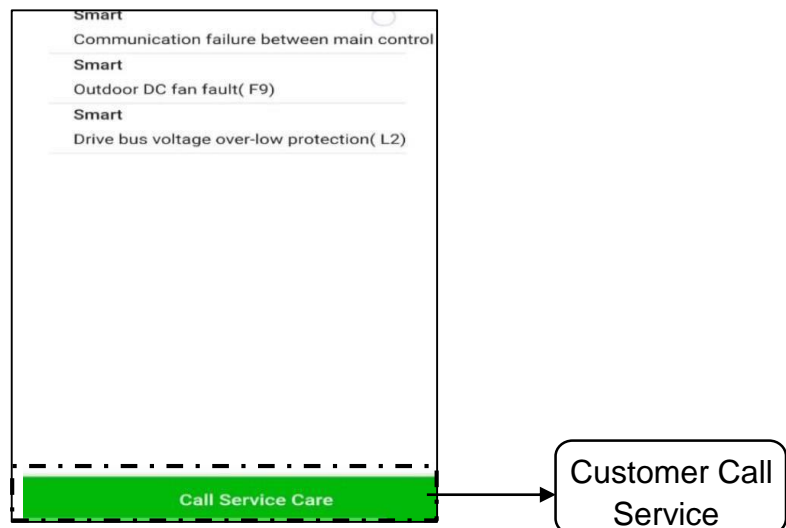 Smart
Communication failure between main control
Smart
Outdoor DC fan fault( F9)
Smart
Drive bus voltage over-low protection( L2)
Call Service Care
Customer Call
Service